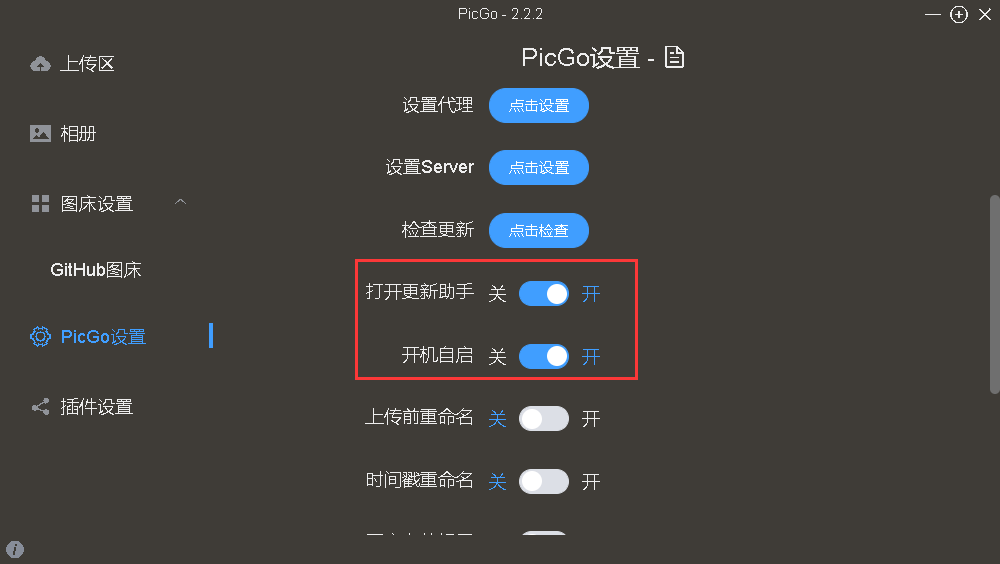 PicGo - 2.2.2
上传区
相册
图床设置
GitHub图床
PicGo设置
插件设置
PicGo设置 -
设置代理 点击设置
设置Server 点击设置
检查更新 点击检查
打开更新助手 关 开
开机自启 关 开
上传前重命名 关 开
时间戳重命名 关 开